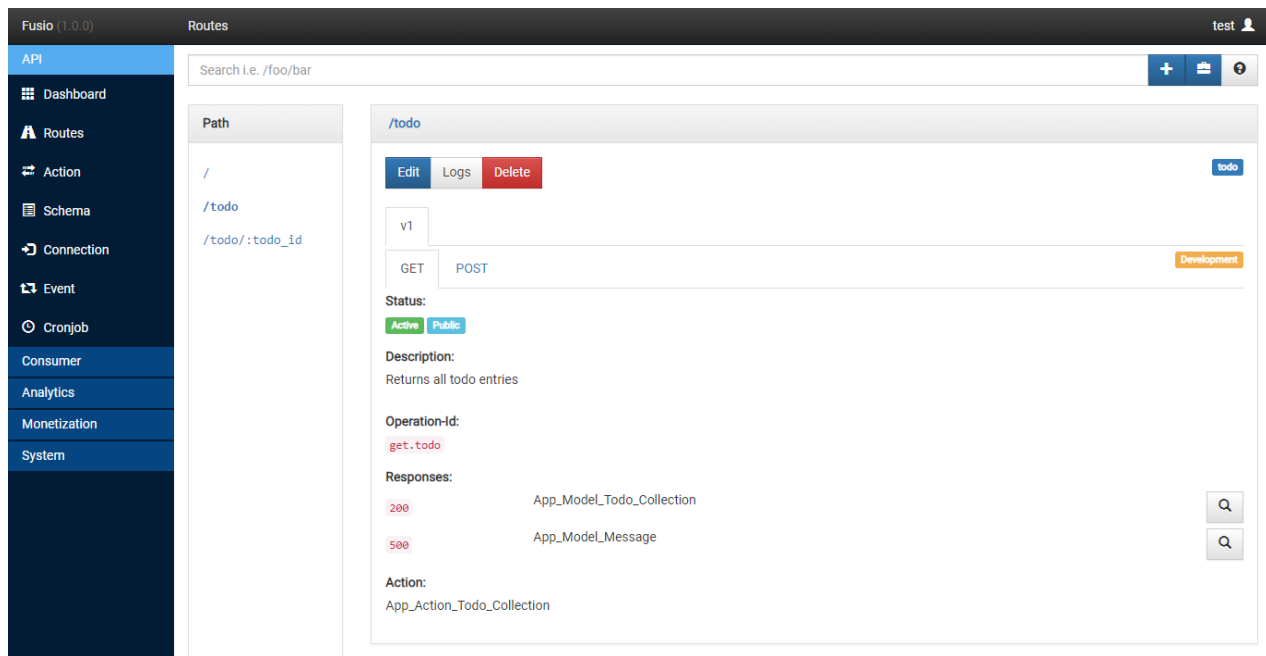 Fusio (1.0.0) Routes test
API
Search i.e. /foo/bar
Dashboard
Routes
Action
Schema
Connection
Event
Cronjob
Consumer
Analytics
Monetization
System
Path
/
/todo
/todo/:todo_id
/todo
Edit Logs Delete todo
v1
GET POST Development
Status:
Active Public
Description:
Returns all todo entries
Operation-Id:
get.todo
Responses:
200 App_Model_Todo_Collection
500 App_Model_Message
Action:
App_Action_Todo_Collection